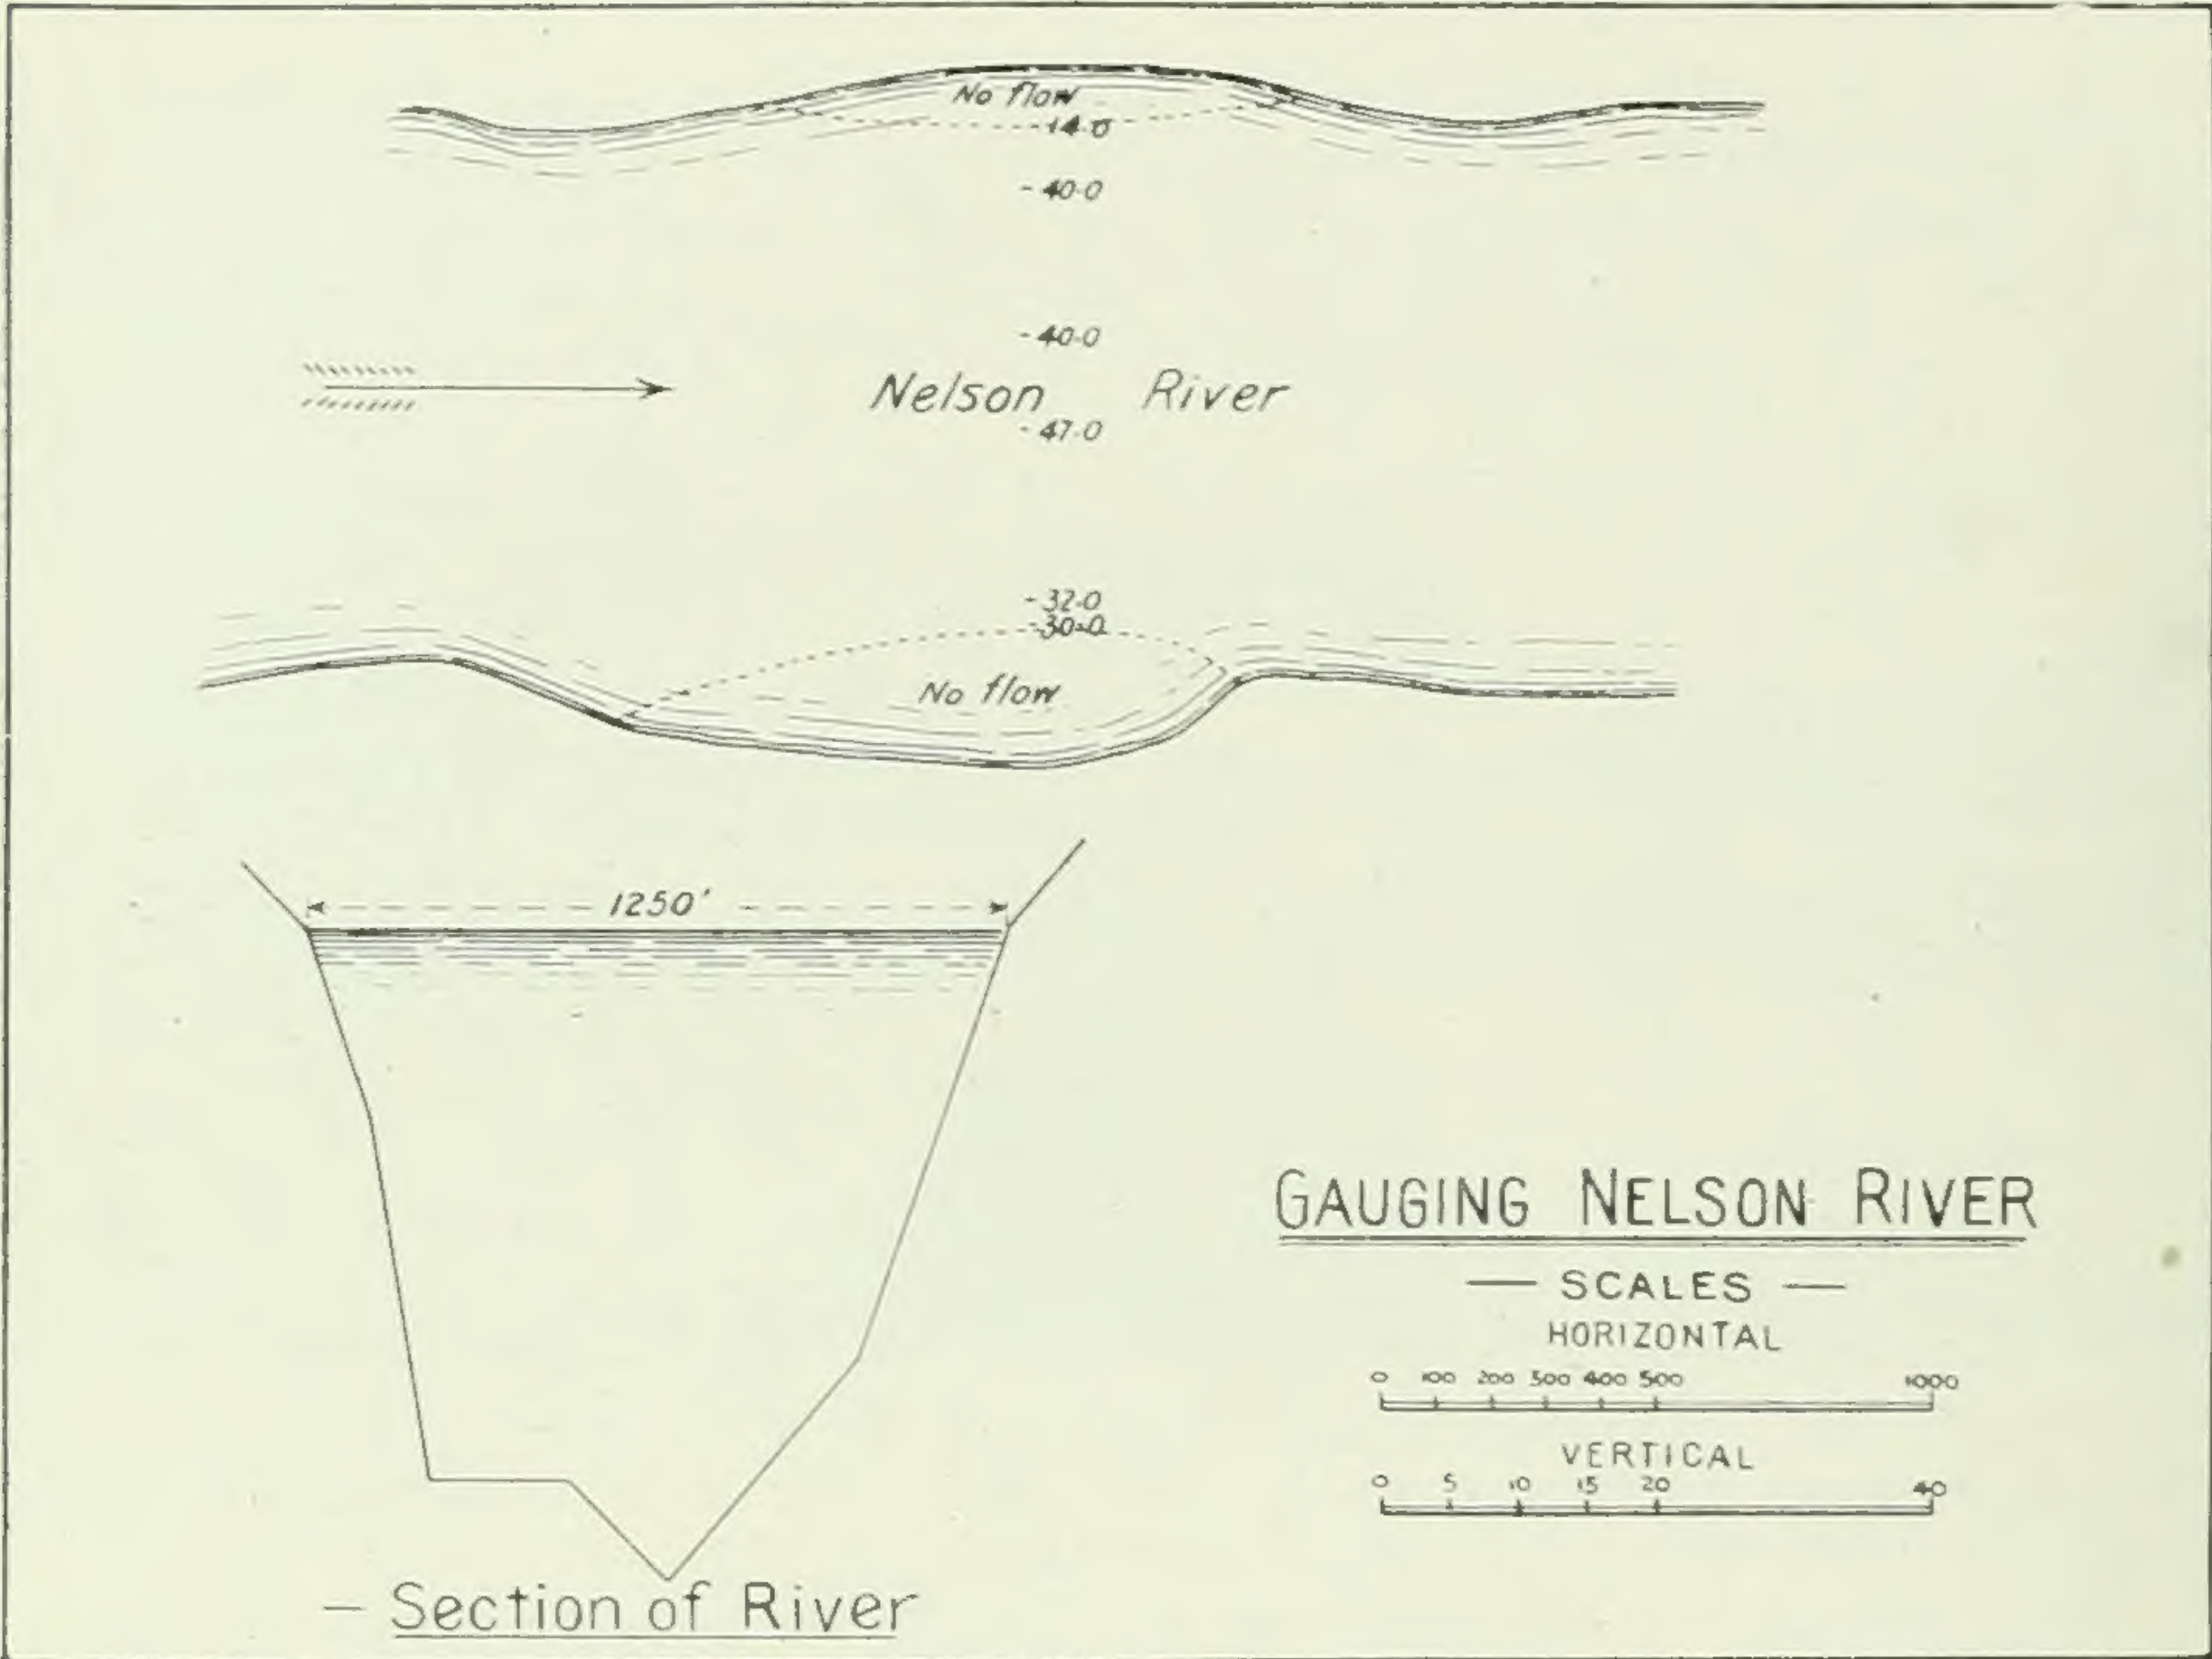 No flow
14.0
- 40.0
- 40.0
Nelson River
- 47.0
- 32.0
- 30.0
No flow
1250'
GAUGING NELSON RIVER
— SCALES —
HORIZONTAL
0 100 200 300 400 500 1000
VERTICAL
0 5 10 15 20 40
— Section of River